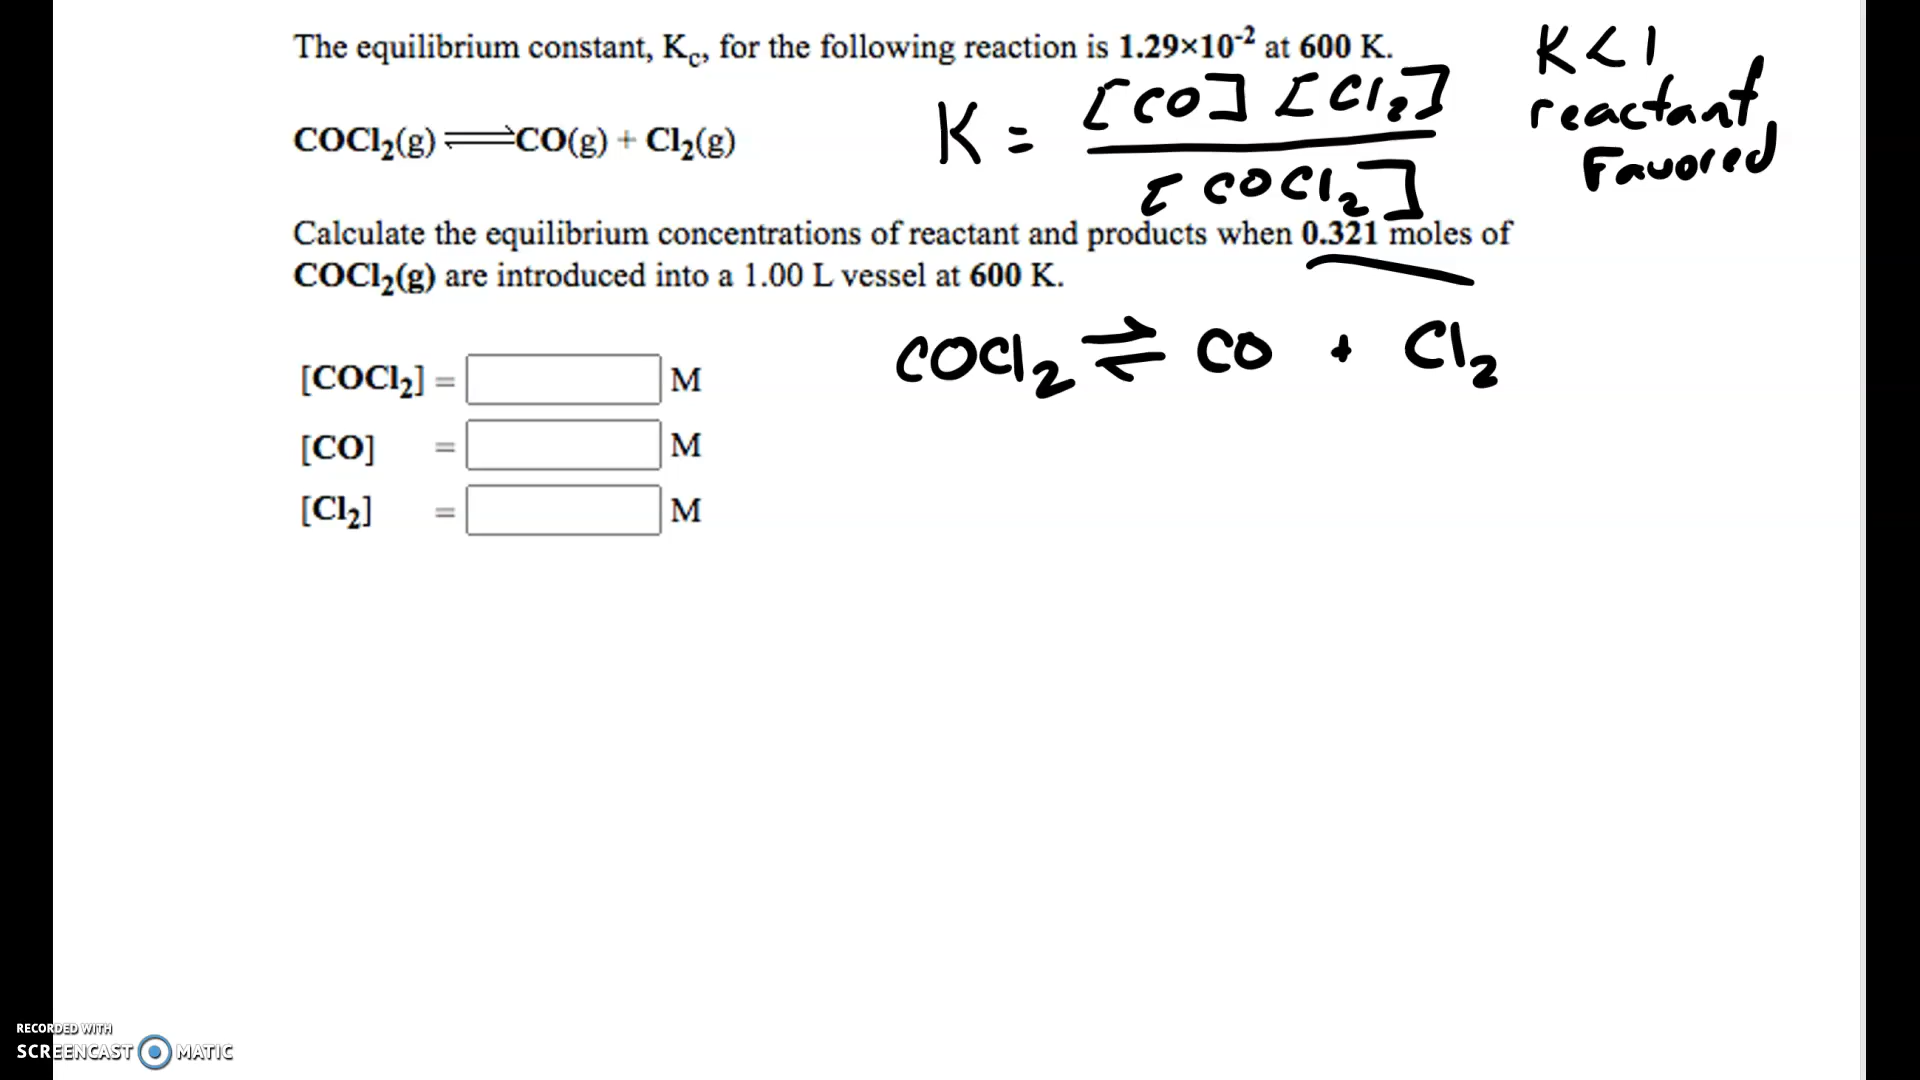 The equilibrium constant, Kc, for the following reaction is 1.29×10⁻² at 600 K.
K < 1
reactant
Favored
COCl₂(g) ⇌ CO(g) + Cl₂(g)
K = [CO] [Cl₂]
[COCl₂]
Calculate the equilibrium concentrations of reactant and products when 0.321 moles of
COCl₂(g) are introduced into a 1.00 L vessel at 600 K.
COCl₂ ⇌ CO + Cl₂
[COCl₂] = M
[CO] = M
[Cl₂] = M
RECORDED WITH
SCREENCAST MATIC